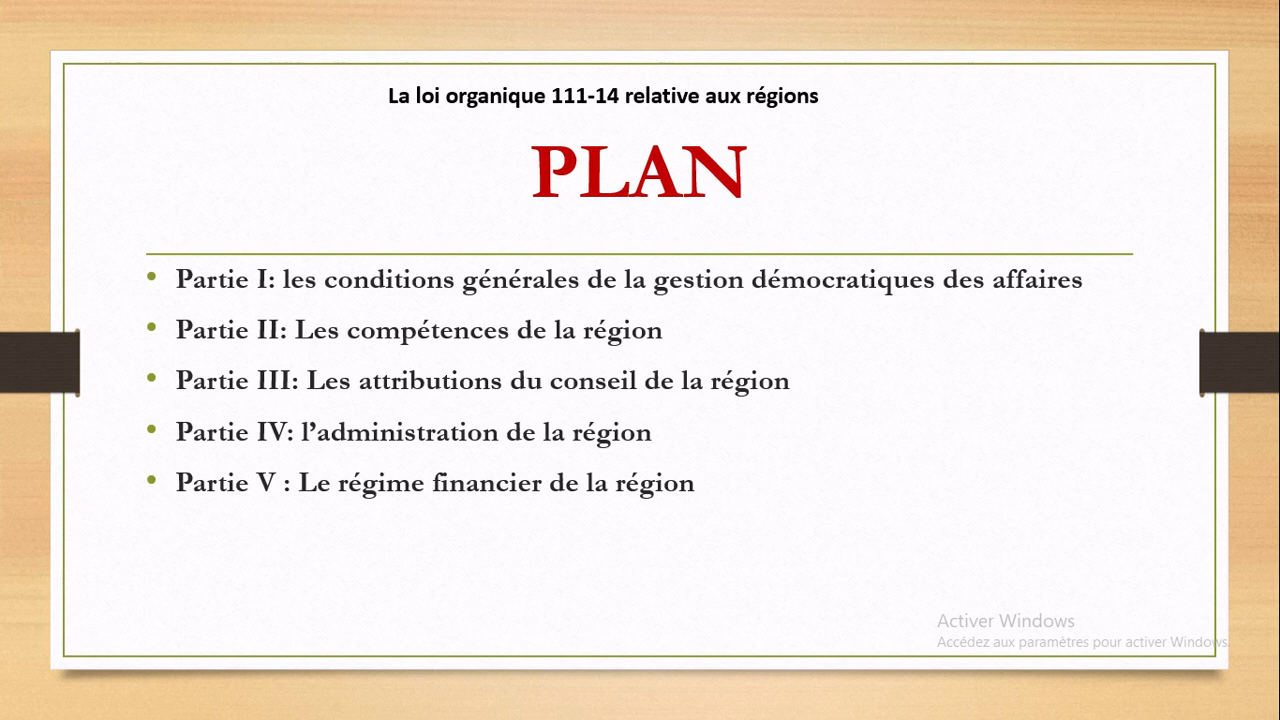 La loi organique 111-14 relative aux régions
PLAN
• Partie I: les conditions générales de la gestion démocratiques des affaires
• Partie II: Les compétences de la région
• Partie III: Les attributions du conseil de la région
• Partie IV: l’administration de la région
• Partie V : Le régime financier de la région
Activer Windows
Accédez aux paramètres pour activer Windows.